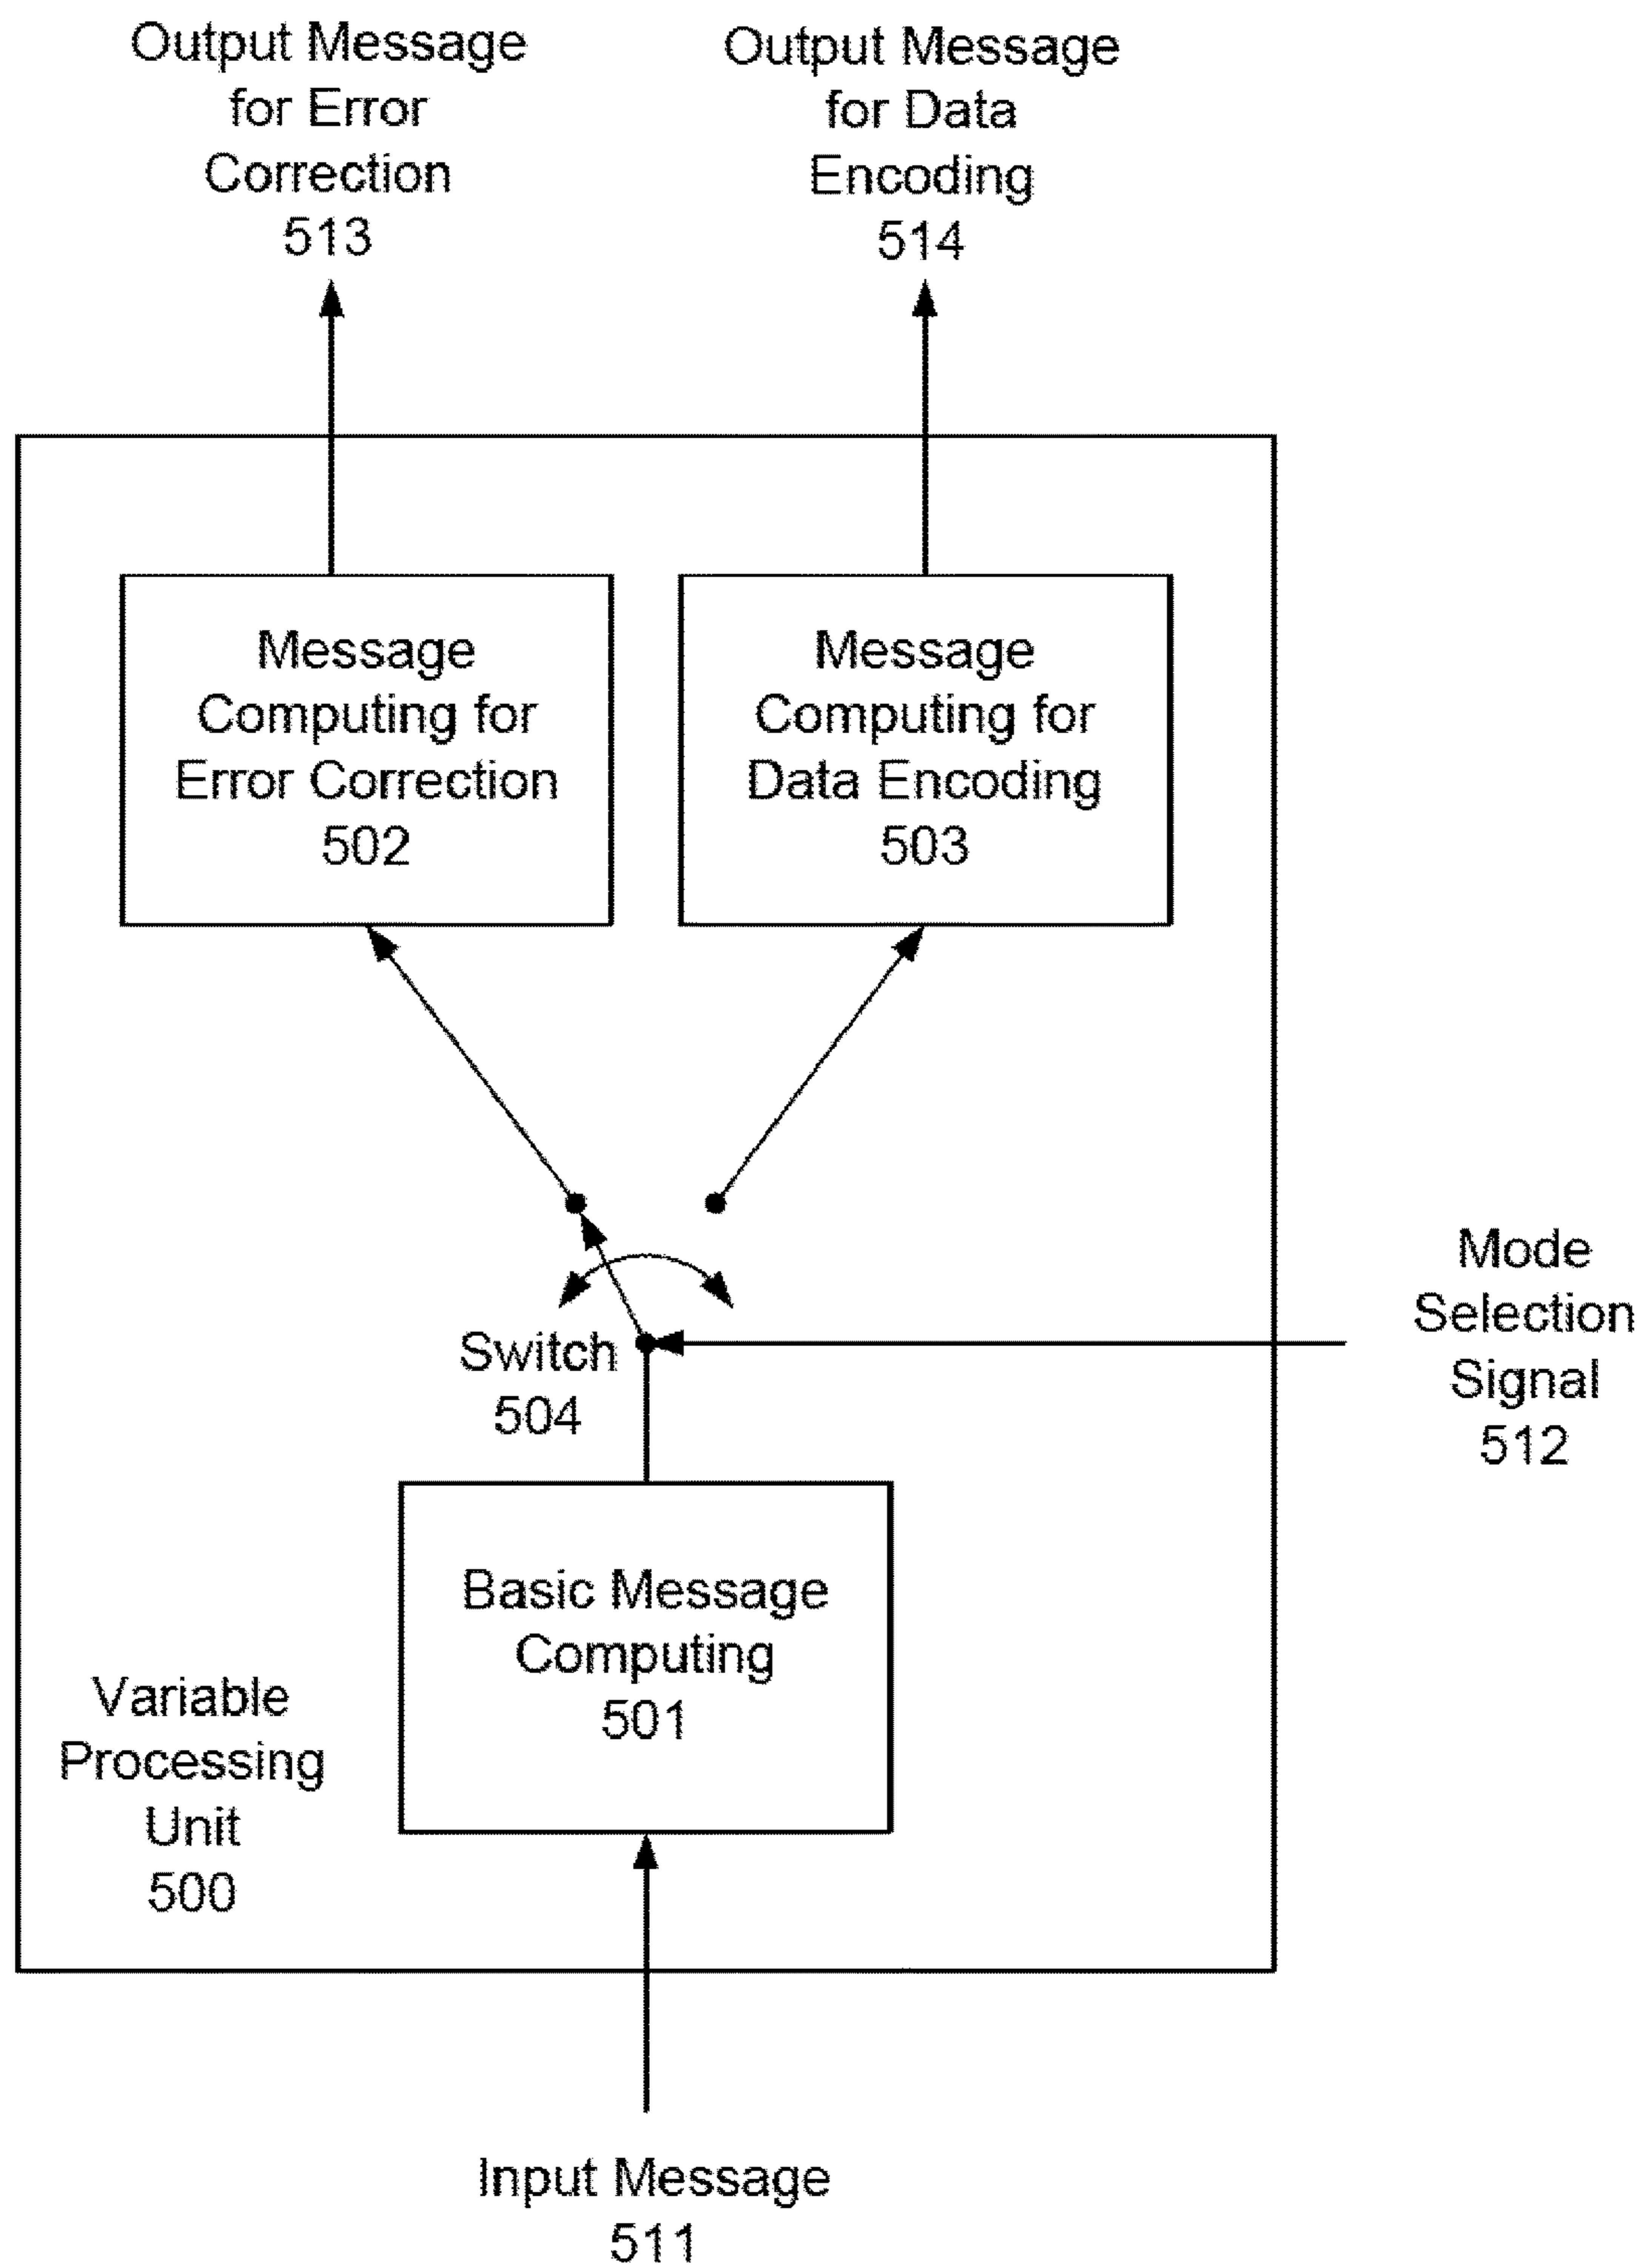 Output Message
for Error
Correction
513
Output Message
for Data
Encoding
514
Message
Computing for
Error Correction
502
Message
Computing for
Data Encoding
503
Switch
504
Mode
Selection
Signal
512
Basic Message
Computing
501
Variable
Processing
Unit
500
Input Message
511